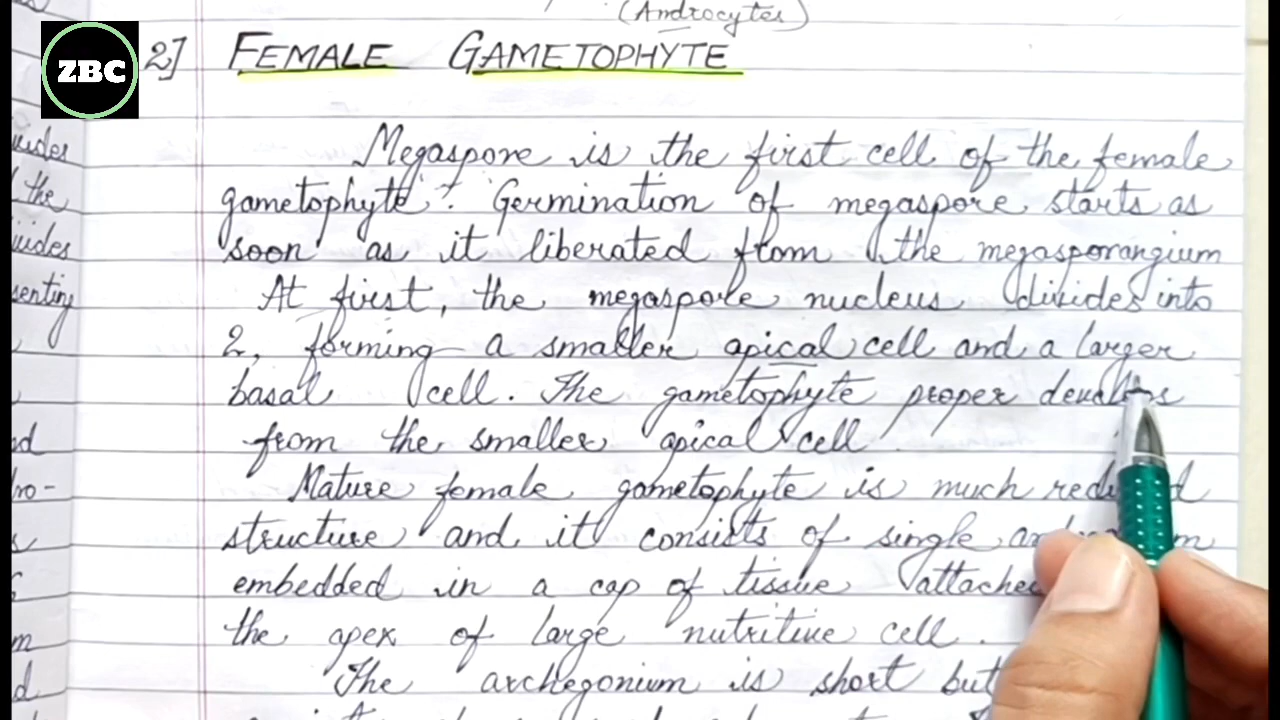 (Androcytes)
ZBC
2] FEMALE GAMETOPHYTE
Megaspore is the first cell of the female
gametophyte. Germination of megaspore starts as
soon as it liberated from the megasporangium
At first, the megaspore nucleus divides into
2, forming a smaller apical cell and a larger
basal cell. The gametophyte proper develops
from the smaller apical cell
Mature female gametophyte is much
structure and it consists of single
embedded in a cap of tissue attached
the apex of large nutritive cell.
The archegonium is short but
vides
the
vides
senting